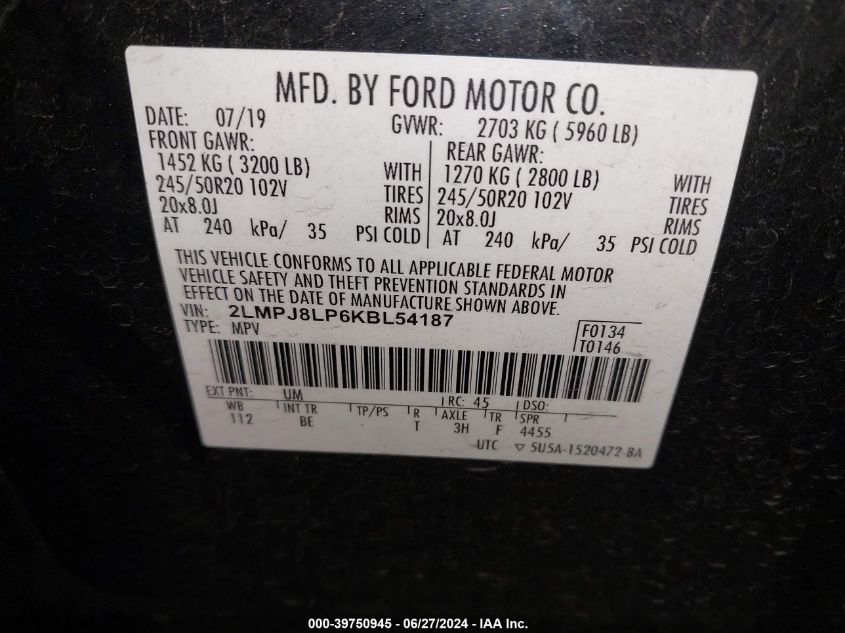 MFD. BY FORD MOTOR CO.
DATE: 07/19 GVWR: 2703 KG ( 5960 LB)
FRONT GAWR: REAR GAWR:
1452 KG ( 3200 LB) WITH 1270 KG ( 2800 LB) WITH
245/50R20 102V TIRES 245/50R20 102V TIRES
20x8.0J RIMS 20x8.0J RIMS
AT 240 kPa/ 35 PSI COLD AT 240 kPa/ 35 PSI COLD
THIS VEHICLE CONFORMS TO ALL APPLICABLE FEDERAL MOTOR
VEHICLE SAFETY AND THEFT PREVENTION STANDARDS IN
EFFECT ON THE DATE OF MANUFACTURE SHOWN ABOVE.
VIN: 2LMPJ8LP6KBL54187
TYPE: MPV F0134
T0146
EXT PNT: UM RC: 45 DSO:
WB INT TR TP/PS R AXLE TR SPR
112 BE T 3H F 4455
UTC ▽ 5U5A-1520472-BA
000-39750945 - 06/27/2024 - IAA Inc.